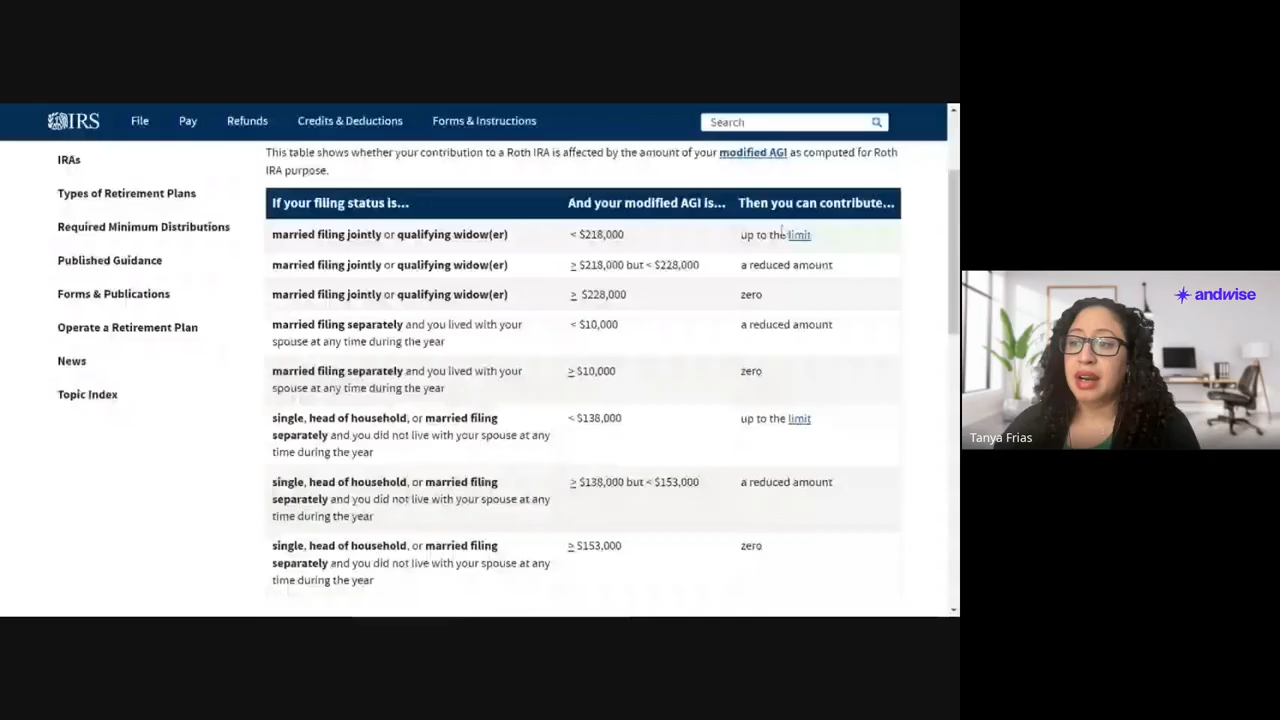 IRS File Pay Refunds Credits & Deductions Forms & Instructions Search
IRAs
Types of Retirement Plans
Required Minimum Distributions
Published Guidance
Forms & Publications
Operate a Retirement Plan
News
Topic Index
This table shows whether your contribution to a Roth IRA is affected by the amount of your modified AGI as computed for Roth
IRA purpose.
If your filing status is... And your modified AGI is... Then you can contribute...
married filing jointly or qualifying widow(er) < $218,000 up to the limit
married filing jointly or qualifying widow(er) ≥ $218,000 but < $228,000 a reduced amount
married filing jointly or qualifying widow(er) ≥ $228,000 zero
married filing separately and you lived with your < $10,000 a reduced amount
spouse at any time during the year
married filing separately and you lived with your ≥ $10,000 zero
spouse at any time during the year
single, head of household, or married filing < $138,000 up to the limit
separately and you did not live with your spouse at any
time during the year
single, head of household, or married filing ≥ $138,000 but < $153,000 a reduced amount
separately and you did not live with your spouse at any
time during the year
single, head of household, or married filing ≥ $153,000 zero
separately and you did not live with your spouse at any
time during the year
andwise
Tanya Frias